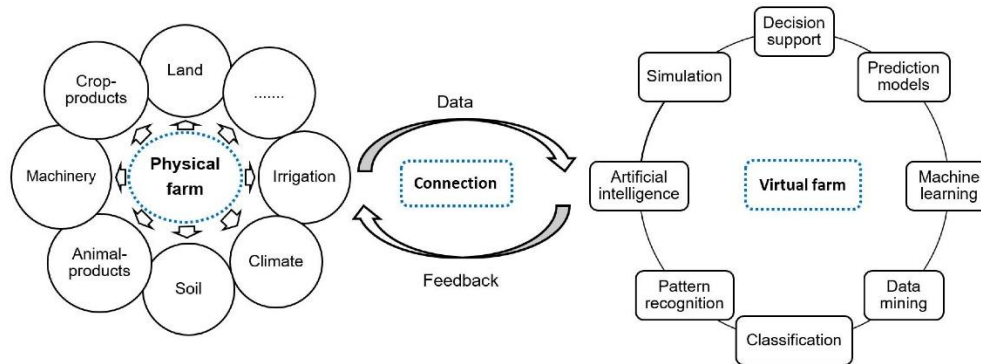 Land
Crop-
products
.......
Machinery
Physical
farm
Irrigation
Animal-
products
Soil
Climate
Data
Connection
Feedback
Decision
support
Simulation
Prediction
models
Artificial
intelligence
Virtual farm
Machine
learning
Pattern
recognition
Data
mining
Classification